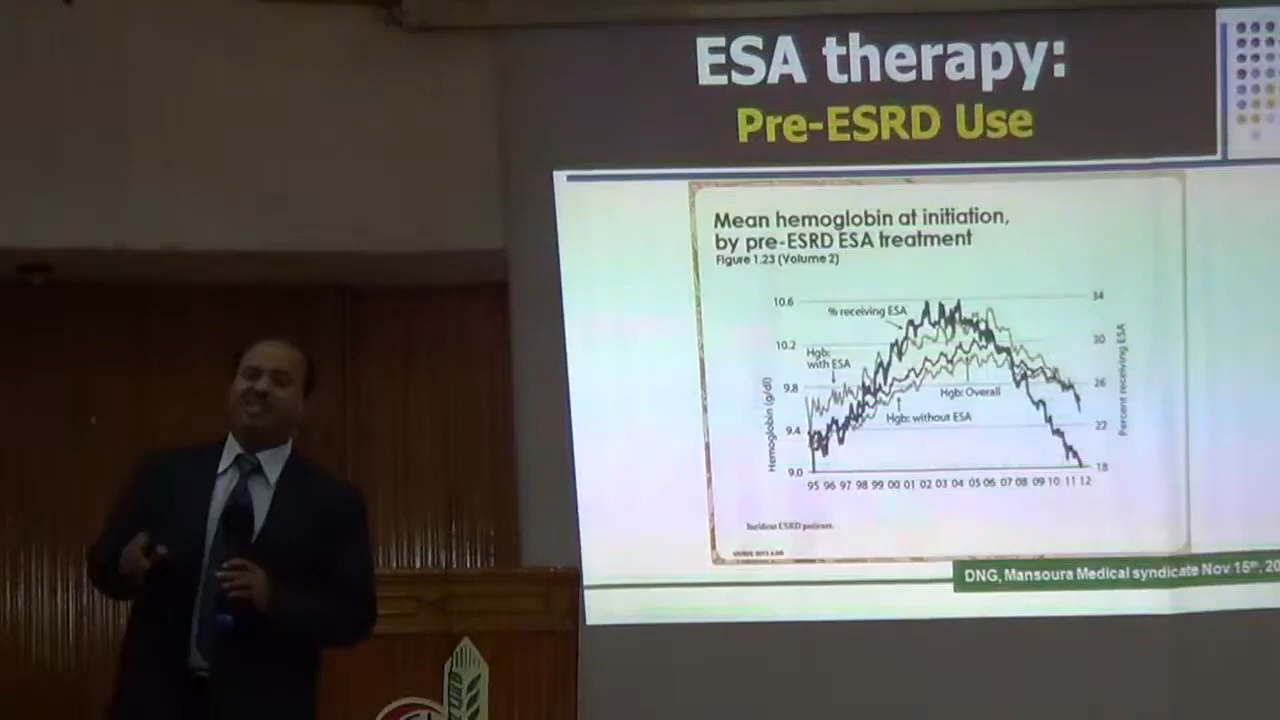 ESA therapy:
Pre-ESRD Use
Mean hemoglobin at initiation,
by pre-ESRD ESA treatment
Figure 1.23 (Volume 2)
10.6
10.2
9.8
9.4
9.0
Hemoglobin (g/dl)
% receiving ESA
Hgb:
with ESA
Hgb: Overall
Hgb: without ESA
34
30
26
22
18
Percent receiving ESA
95 96 97 98 99 00 01 02 03 04 05 06 07 08 09 10 11 12
Incident ESRD patients
DNG, Mansoura Medical syndicate Nov 15th, 20